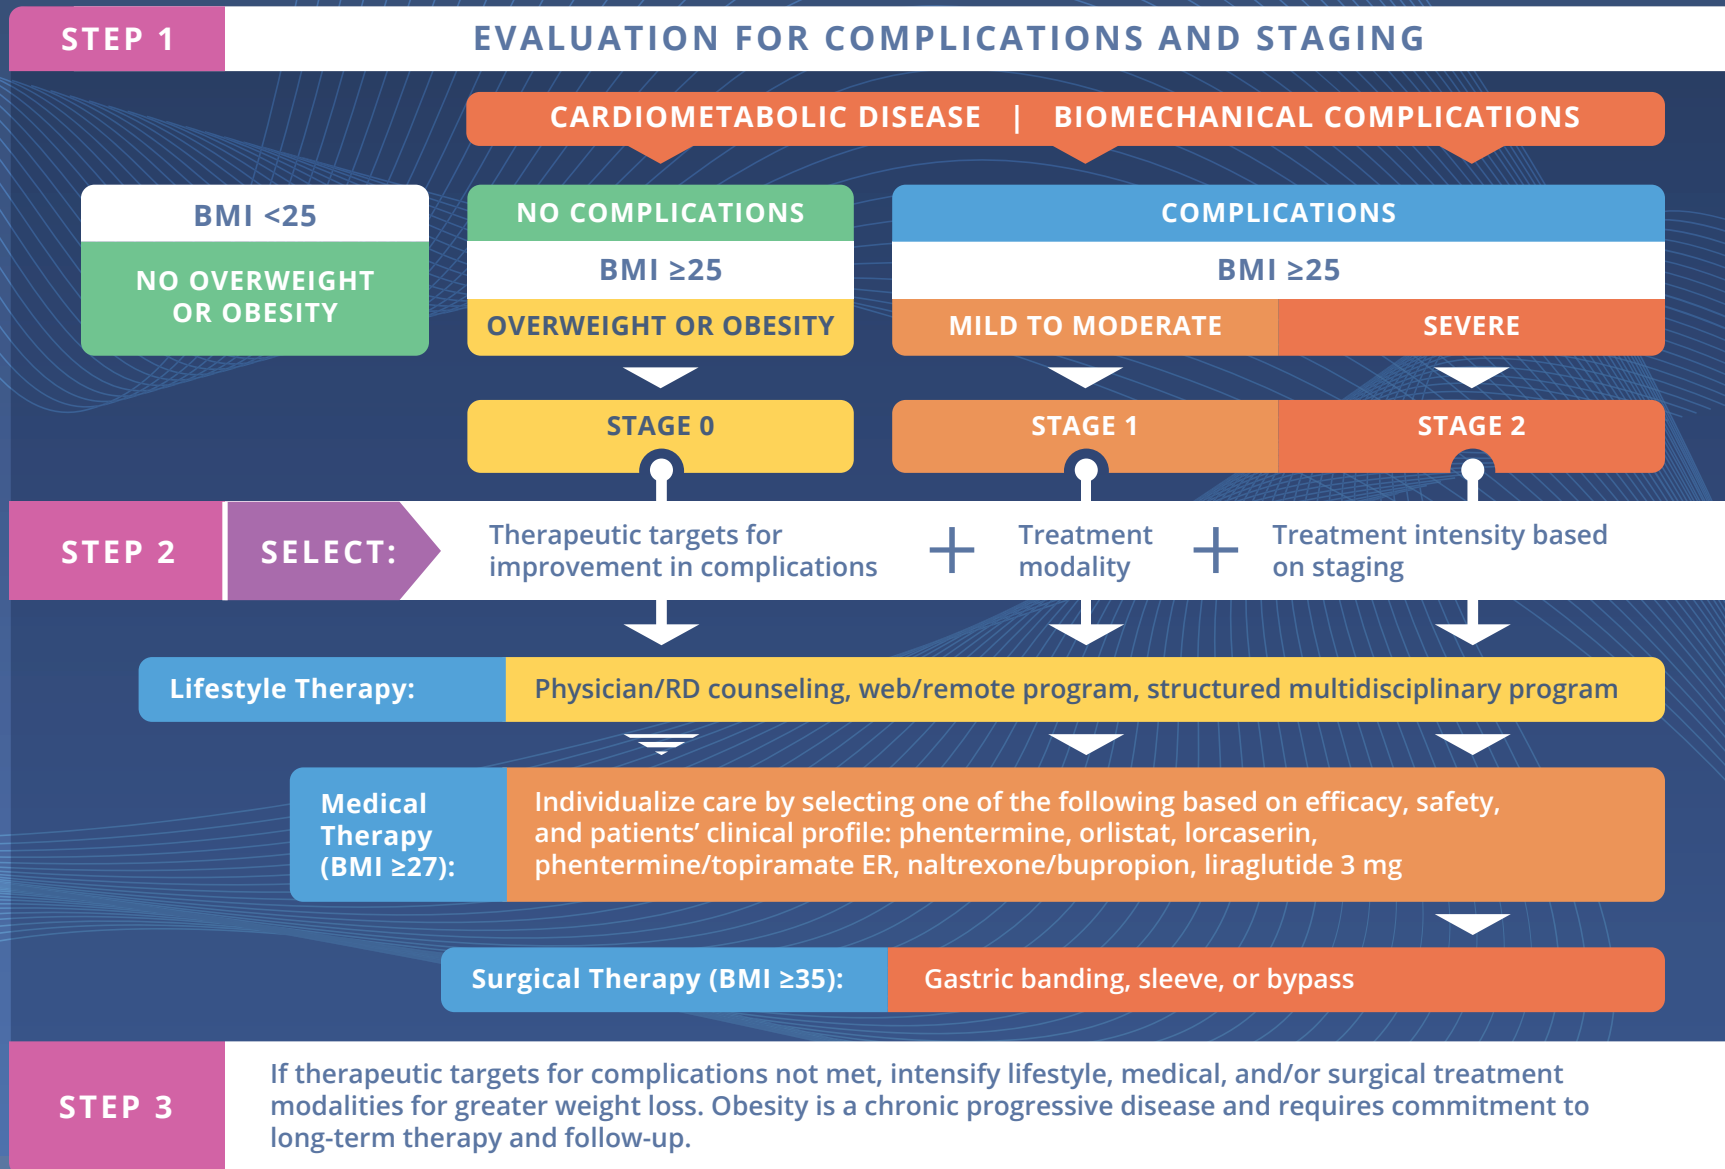 STEP 1
EVALUATION FOR COMPLICATIONS AND STAGING
CARDIOMETABOLIC DISEASE | BIOMECHANICAL COMPLICATIONS
BMI <25
NO OVERWEIGHT
OR OBESITY
NO COMPLICATIONS
BMI ≥25
OVERWEIGHT OR OBESITY
COMPLICATIONS
BMI ≥25
MILD TO MODERATE
SEVERE
STAGE 0
STAGE 1
STAGE 2
STEP 2
SELECT:
Therapeutic targets for
improvement in complications
+
Treatment
modality
+
Treatment intensity based
on staging
Lifestyle Therapy:
Physician/RD counseling, web/remote program, structured multidisciplinary program
Medical
Therapy
(BMI ≥27):
Individualize care by selecting one of the following based on efficacy, safety,
and patients’ clinical profile: phentermine, orlistat, lorcaserin,
phentermine/topiramate ER, naltrexone/bupropion, liraglutide 3 mg
Surgical Therapy (BMI ≥35):
Gastric banding, sleeve, or bypass
STEP 3
If therapeutic targets for complications not met, intensify lifestyle, medical, and/or surgical treatment
modalities for greater weight loss. Obesity is a chronic progressive disease and requires commitment to
long-term therapy and follow-up.